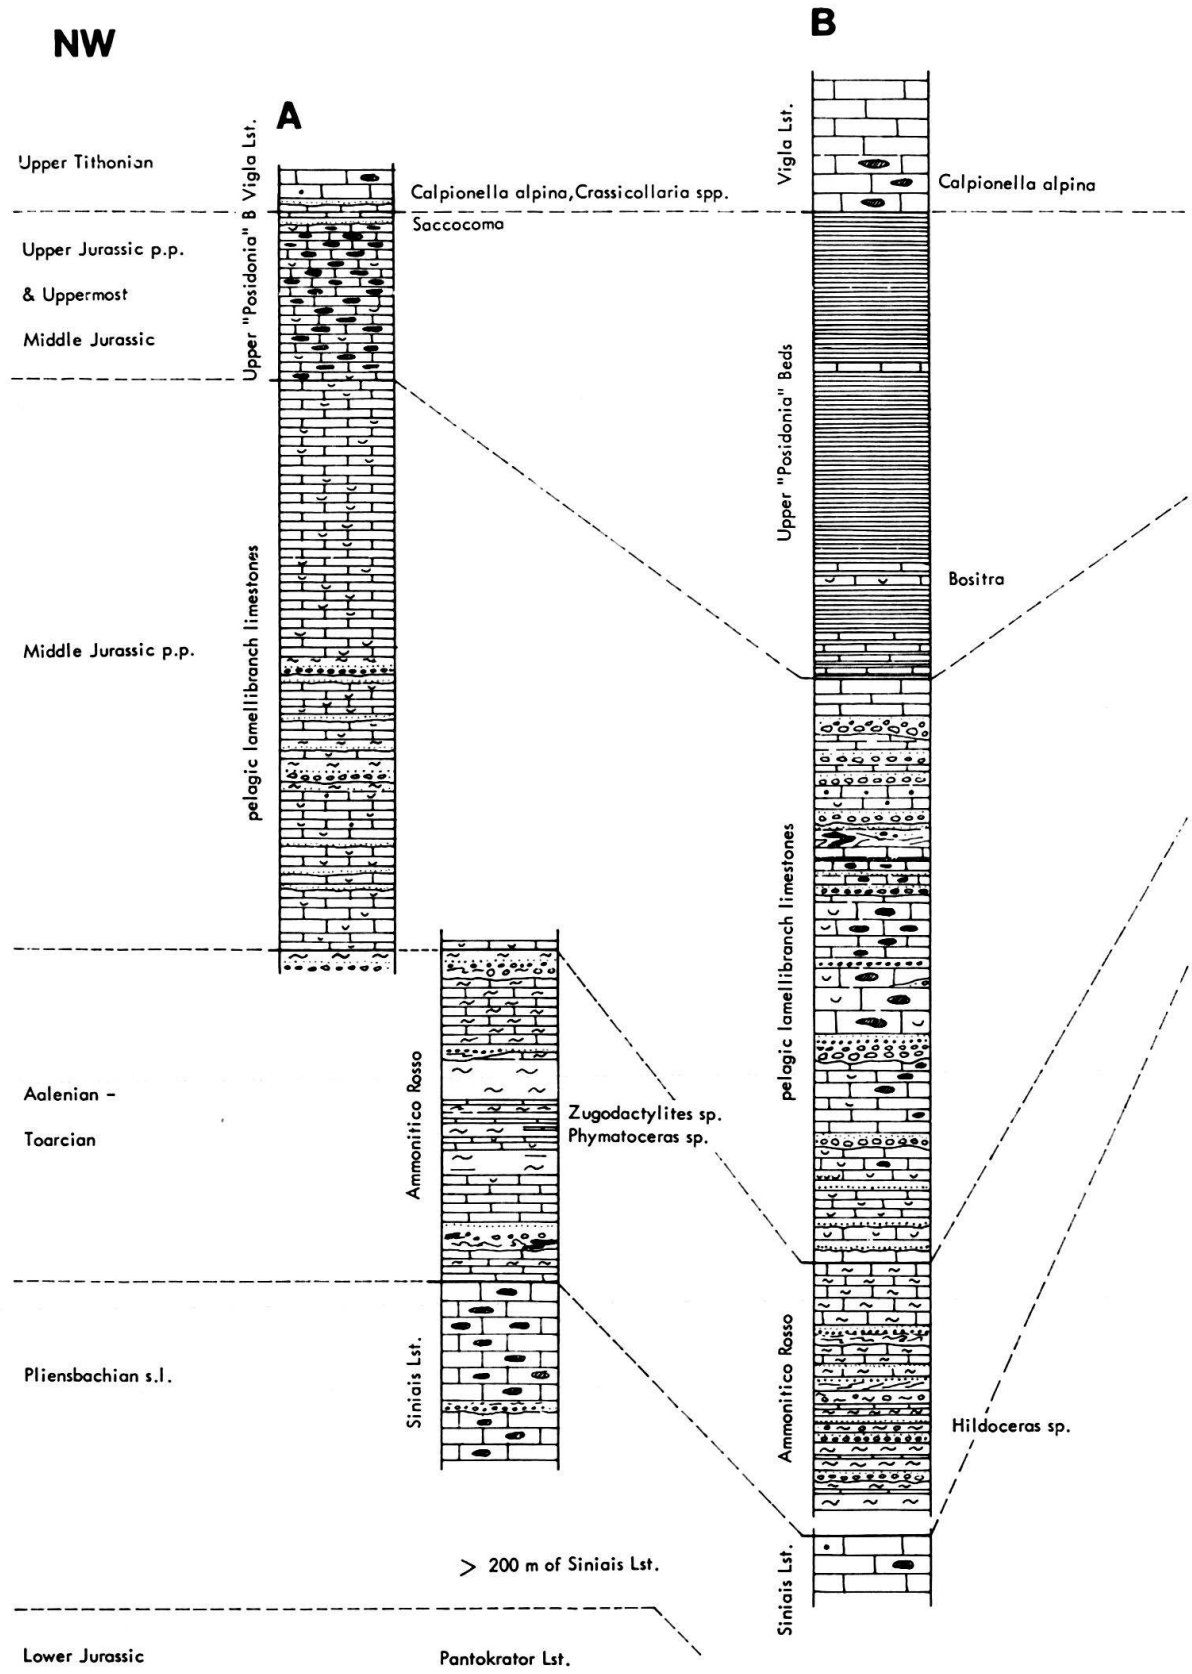 NW
B
A
Upper Tithonian
Vigla Lst.
Vigla Lst.
Calpionella alpina, Crassicollaria spp.
Calpionella alpina
Saccocoma
Upper Jurassic p.p.
& Uppermost
Middle Jurassic
Upper "Posidonia" B
Upper "Posidonia" Beds
Bositra
Middle Jurassic p.p.
pelagic lamellibranch limestones
pelagic lamellibranch limestones
Aalenian -
Toarcian
Ammonitico Rosso
Zugodactylites sp.
Phymatoceras sp.
Ammonitico Rosso
Hildoceras sp.
Pliensbachian s.l.
Siniais Lst.
Siniais Lst.
> 200 m of Siniais Lst.
Lower Jurassic
Pantokrator Lst.